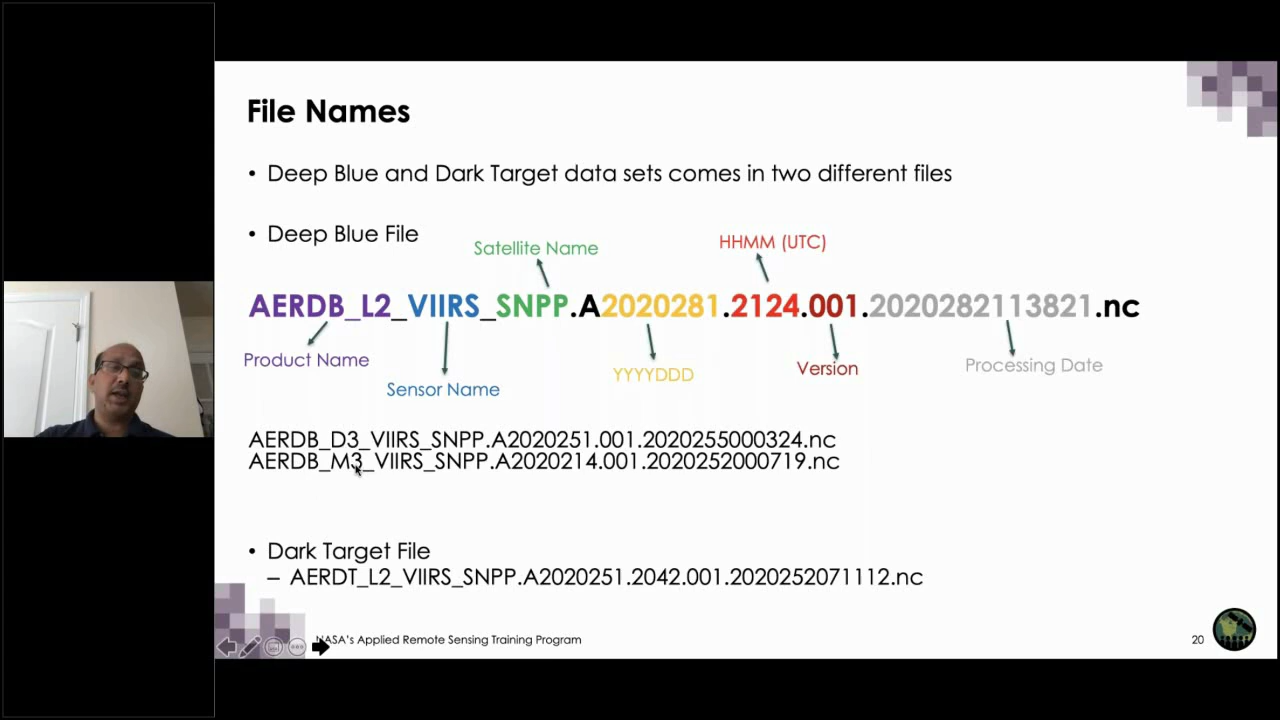 File Names
• Deep Blue and Dark Target data sets comes in two different files
• Deep Blue File
Satellite Name
HHMM (UTC)
AERDB_L2_VIIRS_SNPP.A2020281.2124.001.2020282113821.nc
Product Name
Sensor Name
YYYYDDD
Version
Processing Date
AERDB_D3_VIIRS_SNPP.A2020251.001.2020255000324.nc
AERDB_M3_VIIRS_SNPP.A2020214.001.2020252000719.nc
• Dark Target File
– AERDT_L2_VIIRS_SNPP.A2020251.2042.001.2020252071112.nc
NASA's Applied Remote Sensing Training Program
20